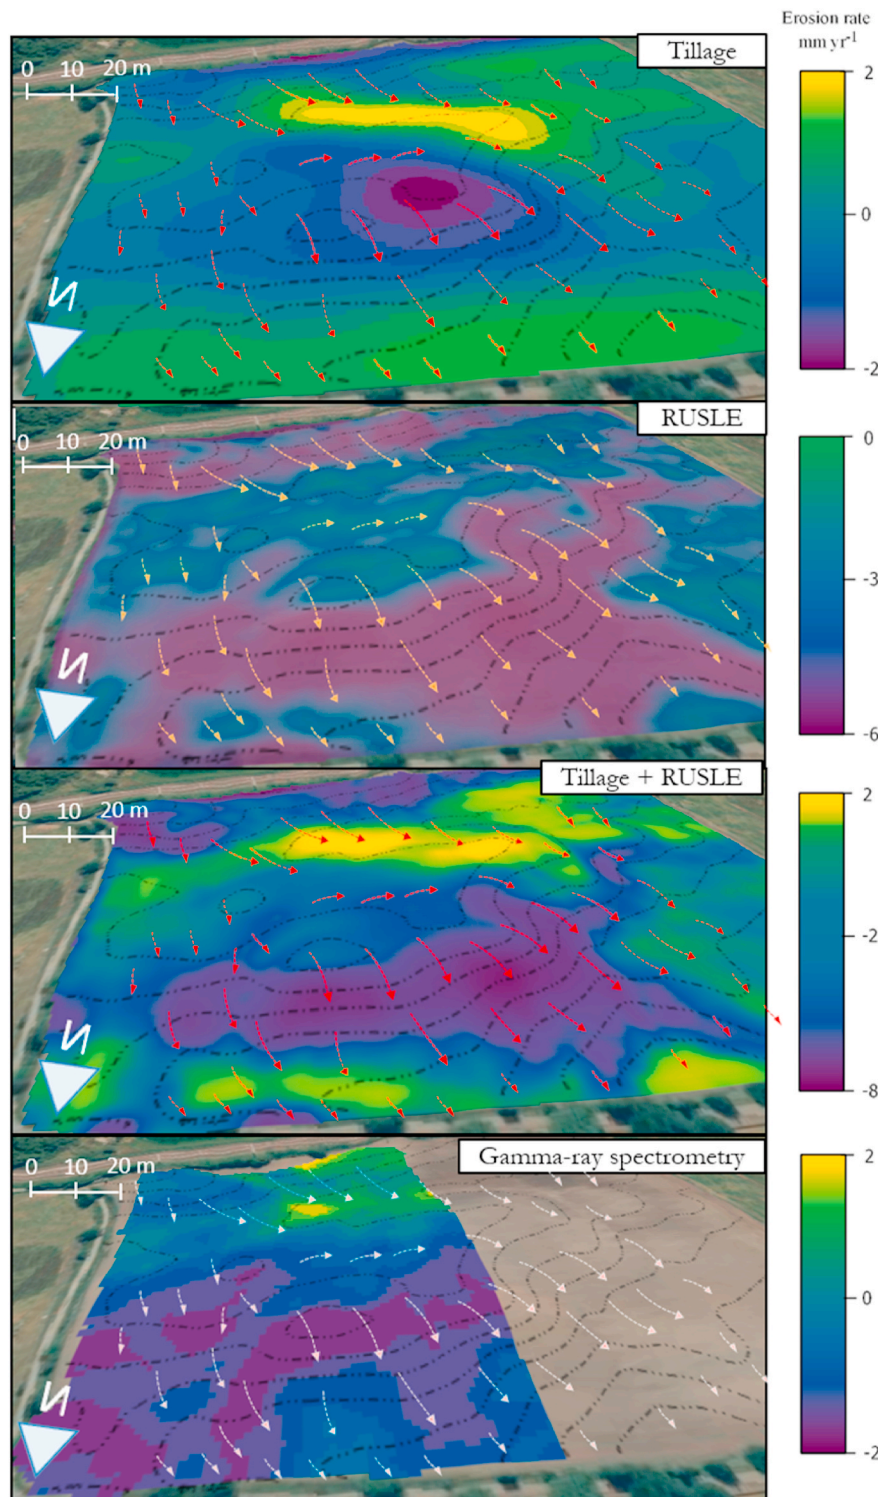 Erosion rate
mm yr-1
Tillage
0 10 20 m
2
0
-2
N
RUSLE
0 10 20 m
0
-3
-6
N
Tillage + RUSLE
0 10 20 m
2
-2
-8
N
Gamma-ray spectrometry
0 10 20 m
2
0
-2
N